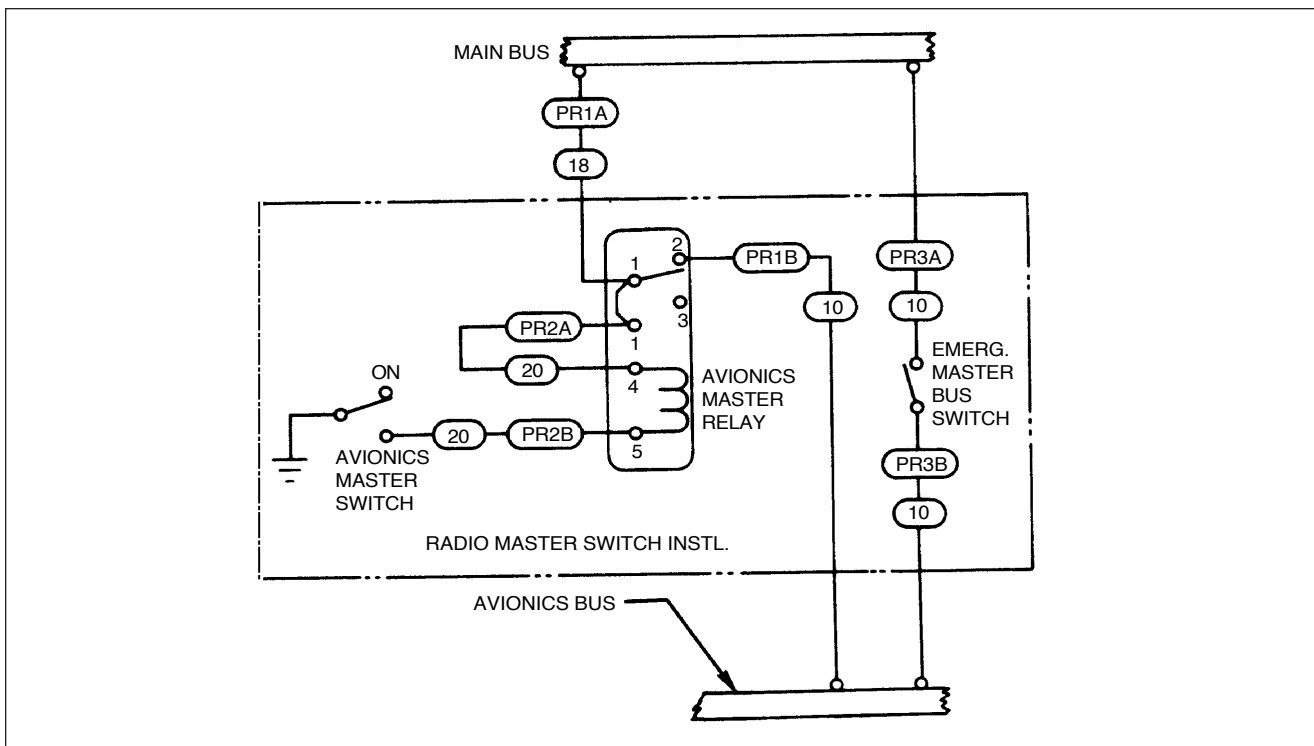 MAIN BUS
PR1A
18
2
1
PR1B
PR3A
10
10
3
PR2A
1
EMERG.
MASTER
BUS
SWITCH
ON
20
4
AVIONICS
MASTER
RELAY
20
PR2B
5
AVIONICS
MASTER
SWITCH
PR3B
10
RADIO MASTER SWITCH INSTL.
AVIONICS BUS